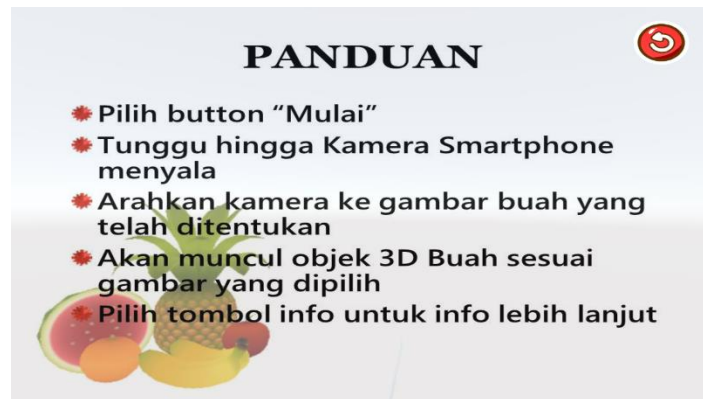 PANDUAN
Pilih button “Mulai”
Tunggu hingga Kamera Smartphone
menyala
Arahkan kamera ke gambar buah yang
telah ditentukan
Akan muncul objek 3D Buah sesuai
gambar yang dipilih
Pilih tombol info untuk info lebih lanjut